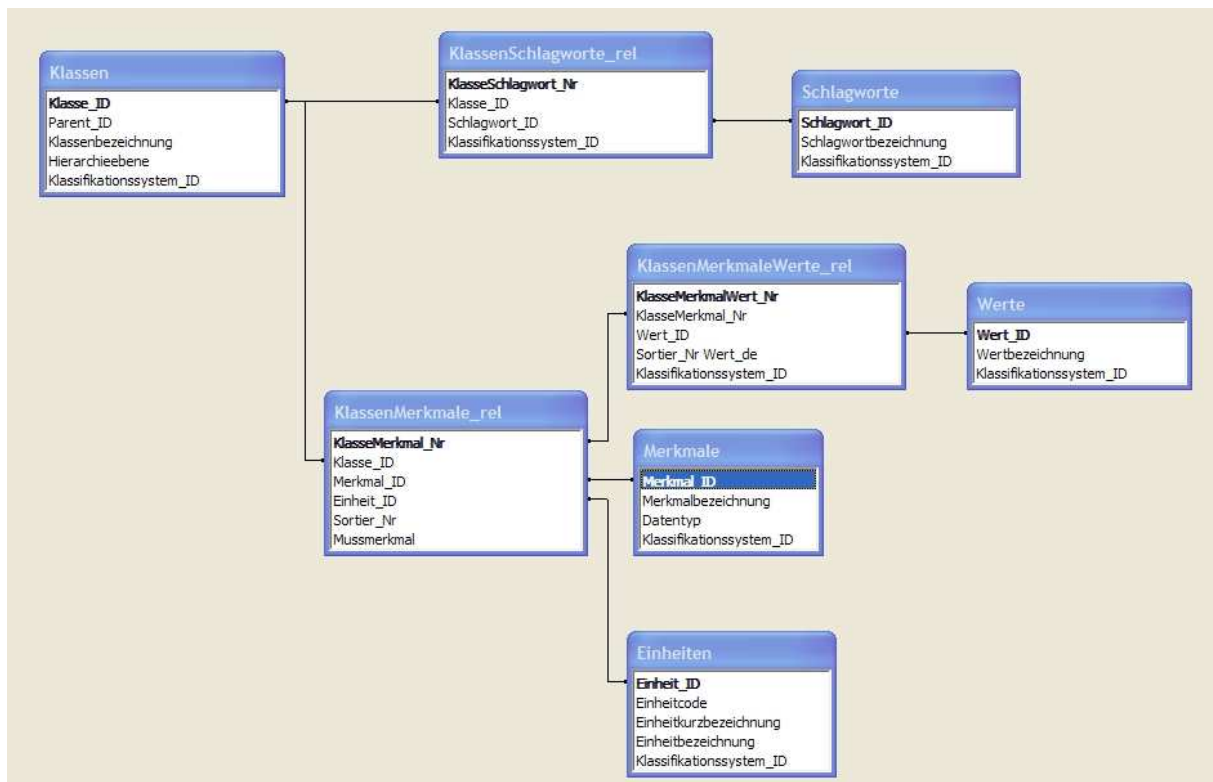 Klassen
Klasse_ID
Parent_ID
Klassenbezeichnung
Hierarchieebene
Klassifikationssystem_ID
KlassenSchlagworte_rel
KlasseSchlagwort_Nr
Klasse_ID
Schlagwort_ID
Klassifikationssystem_ID
Schlagworte
Schlagwort_ID
Schlagwortbezeichnung
Klassifikationssystem_ID
KlassenMerkmaleWerte_rel
KlasseMerkmalWert_Nr
KlasseMerkmal_Nr
Wert_ID
Sortier_Nr Wert_de
Klassifikationssystem_ID
Werte
Wert_ID
Wertbezeichnung
Klassifikationssystem_ID
KlassenMerkmale_rel
KlasseMerkmal_Nr
Klasse_ID
Merkmal_ID
Einheit_ID
Sortier_Nr
Mussmerkmal
Merkmale
Merkmal_ID
Merkmalbezeichnung
Datentyp
Klassifikationssystem_ID
Einheiten
Einheit_ID
Einheitcode
Einheitkurzbezeichnung
Einheitbezeichnung
Klassifikationssystem_ID